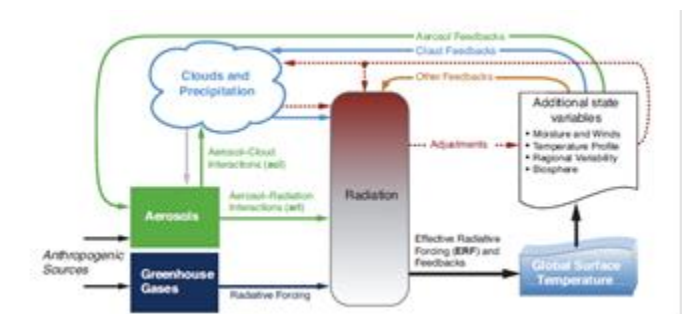 Aerosol Feedbacks
Cloud Feedbacks
Other Feedbacks
Clouds and
Precipitation
Additional state
variables
• Moisture and Winds
• Temperature Profile
• Regional Variability
• Biosphere
Adjustments
Aerosol–Cloud
Interactions (aci)
Radiation
Aerosol–Radiation
Interactions (ari)
Aerosols
Anthropogenic
Sources
Greenhouse
Gases
Radiative Forcing
Effective Radiative
Forcing (ERF) and
Feedbacks
Global Surface
Temperature